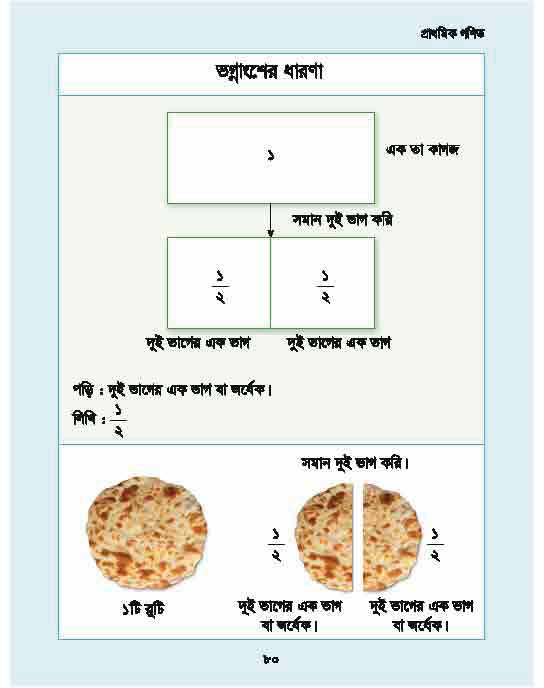 প্রাথমিক গণিত
ভগ্নাংশের ধারণা
১
এক তা কাগজ
সমান দুই ভাগ করি
১/২ ১/২
দুই ভাগের এক ভাগ দুই ভাগের এক ভাগ
পড়ি : দুই ভাগের এক ভাগ বা অর্ধেক।
লিখি : ১/২
সমান দুই ভাগ করি।
১/২ ১/২
১টি রুটি
দুই ভাগের এক ভাগ দুই ভাগের এক ভাগ
বা অর্ধেক। বা অর্ধেক।
৮০